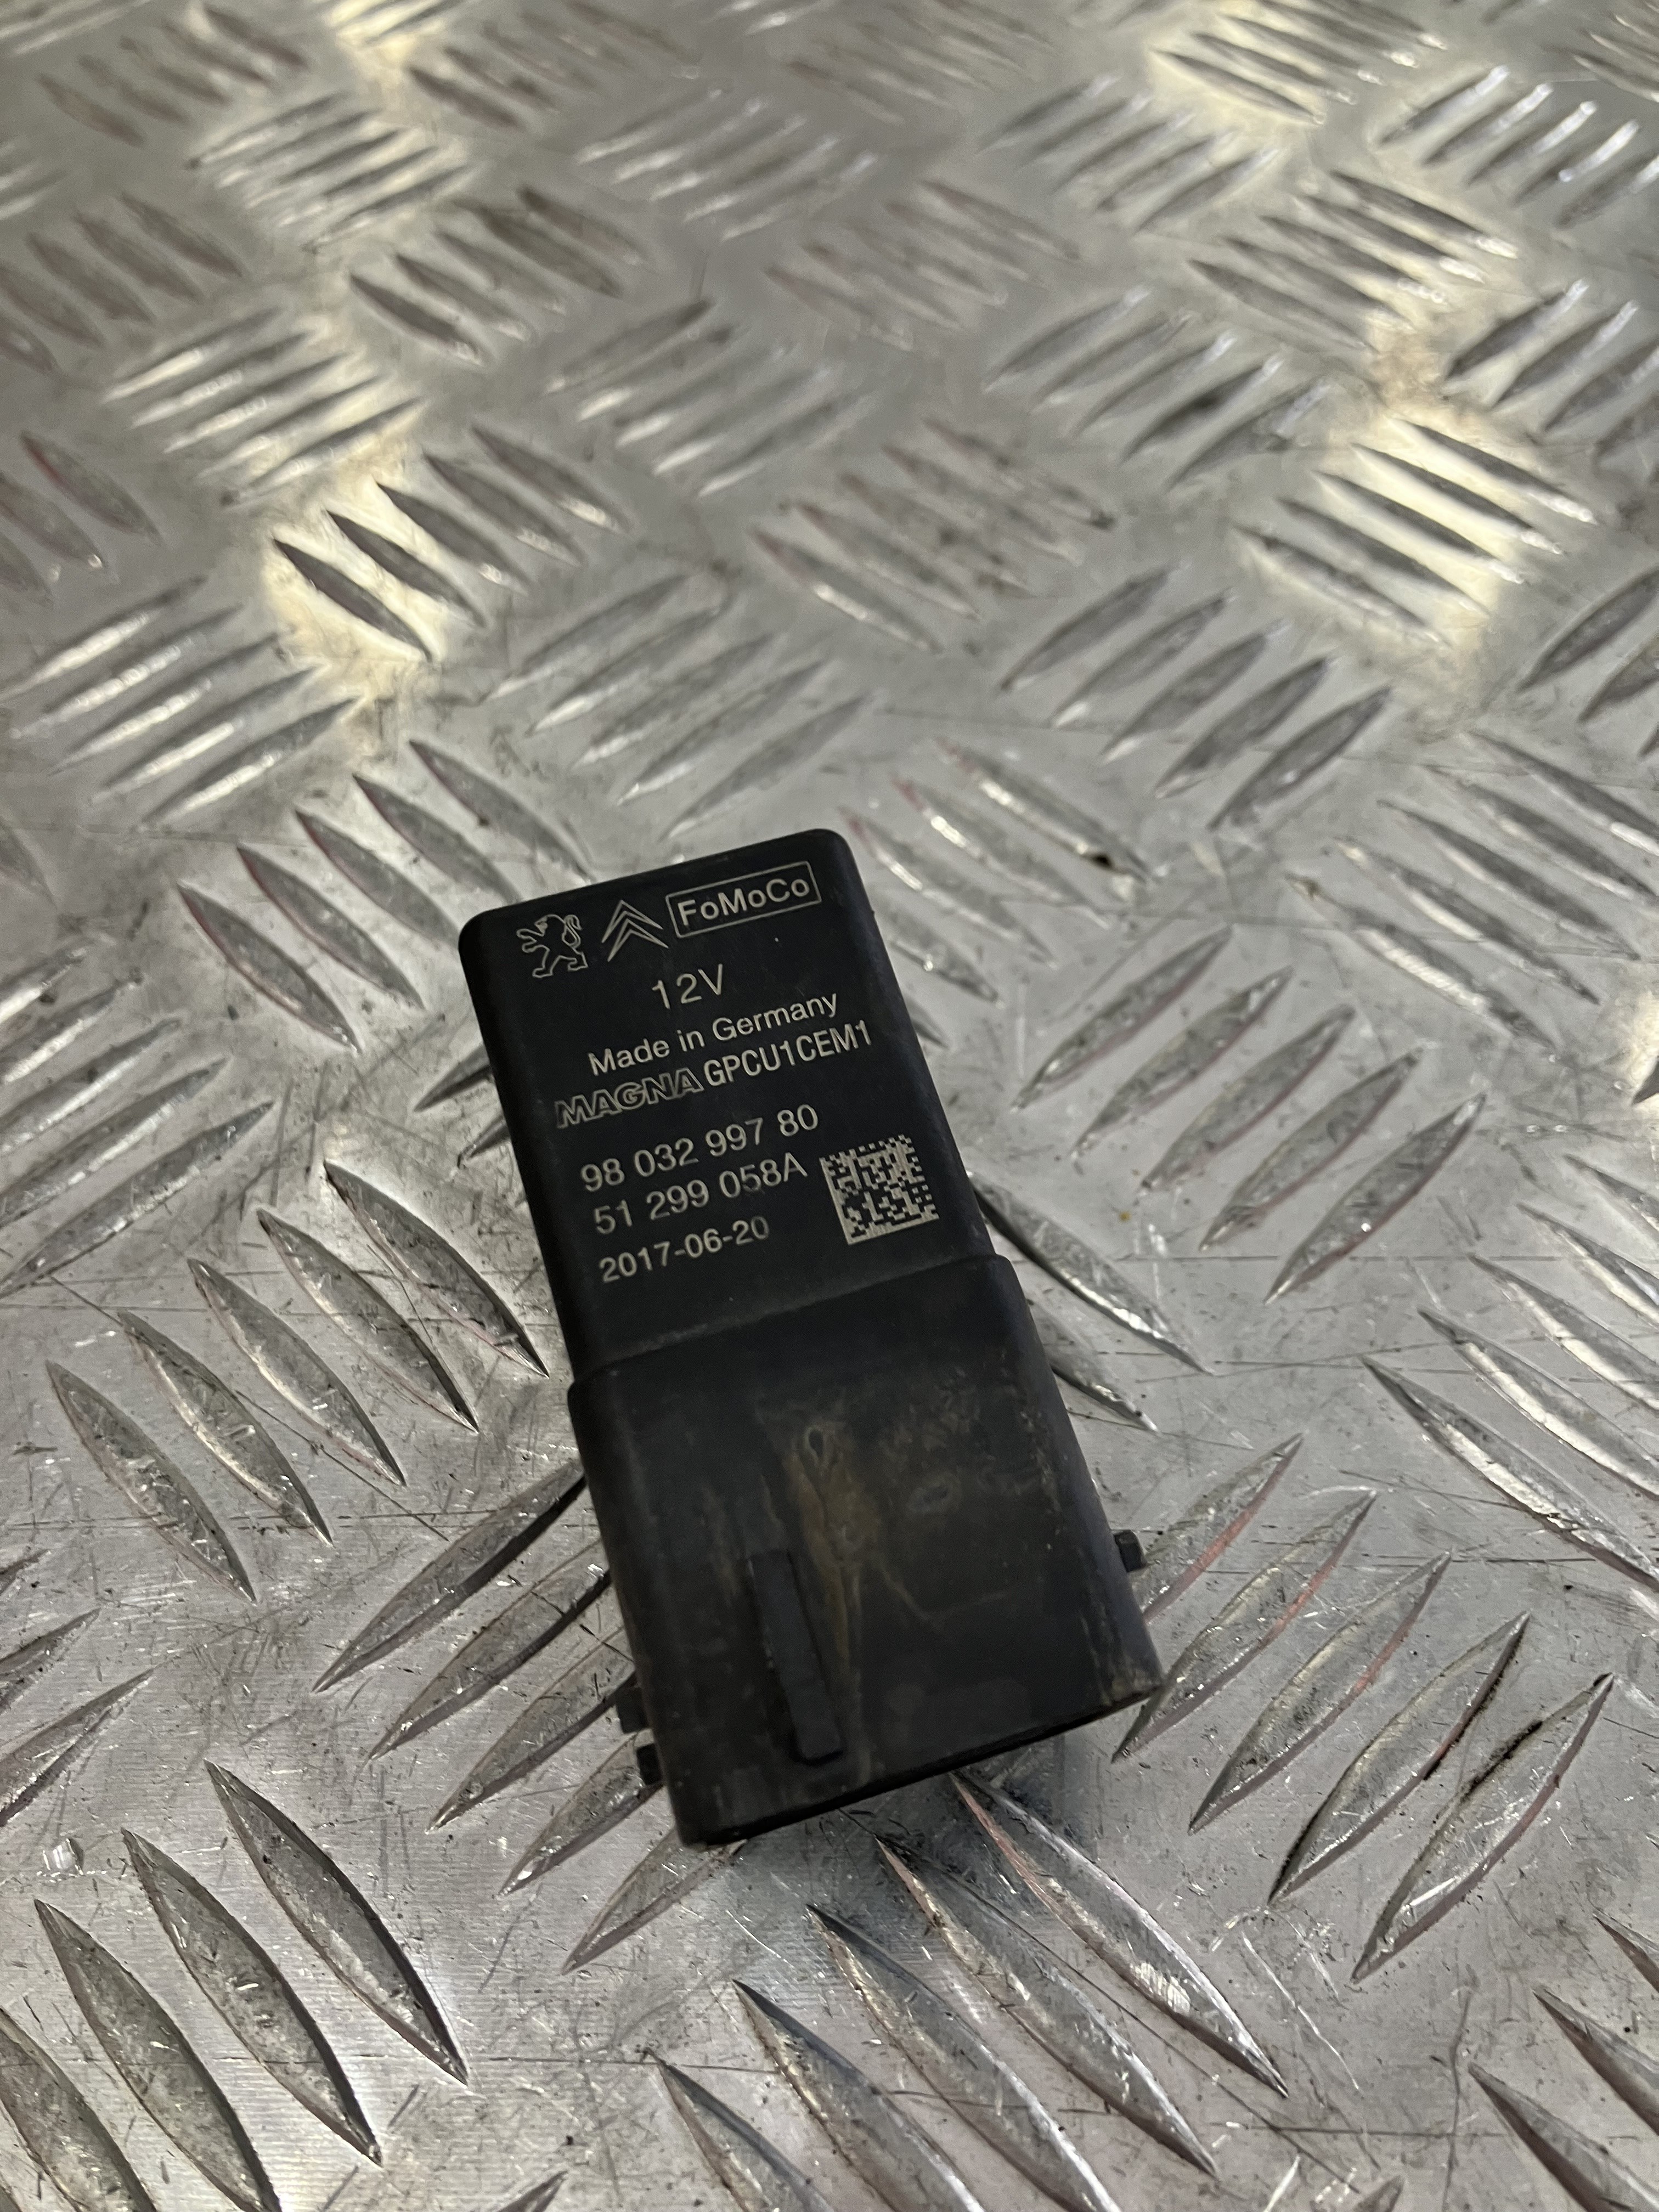 FoMoCo
12V
Made in Germany
MAGNA GPCU1CEM1
98 032 997 80
51 299 058A
2017-06-20